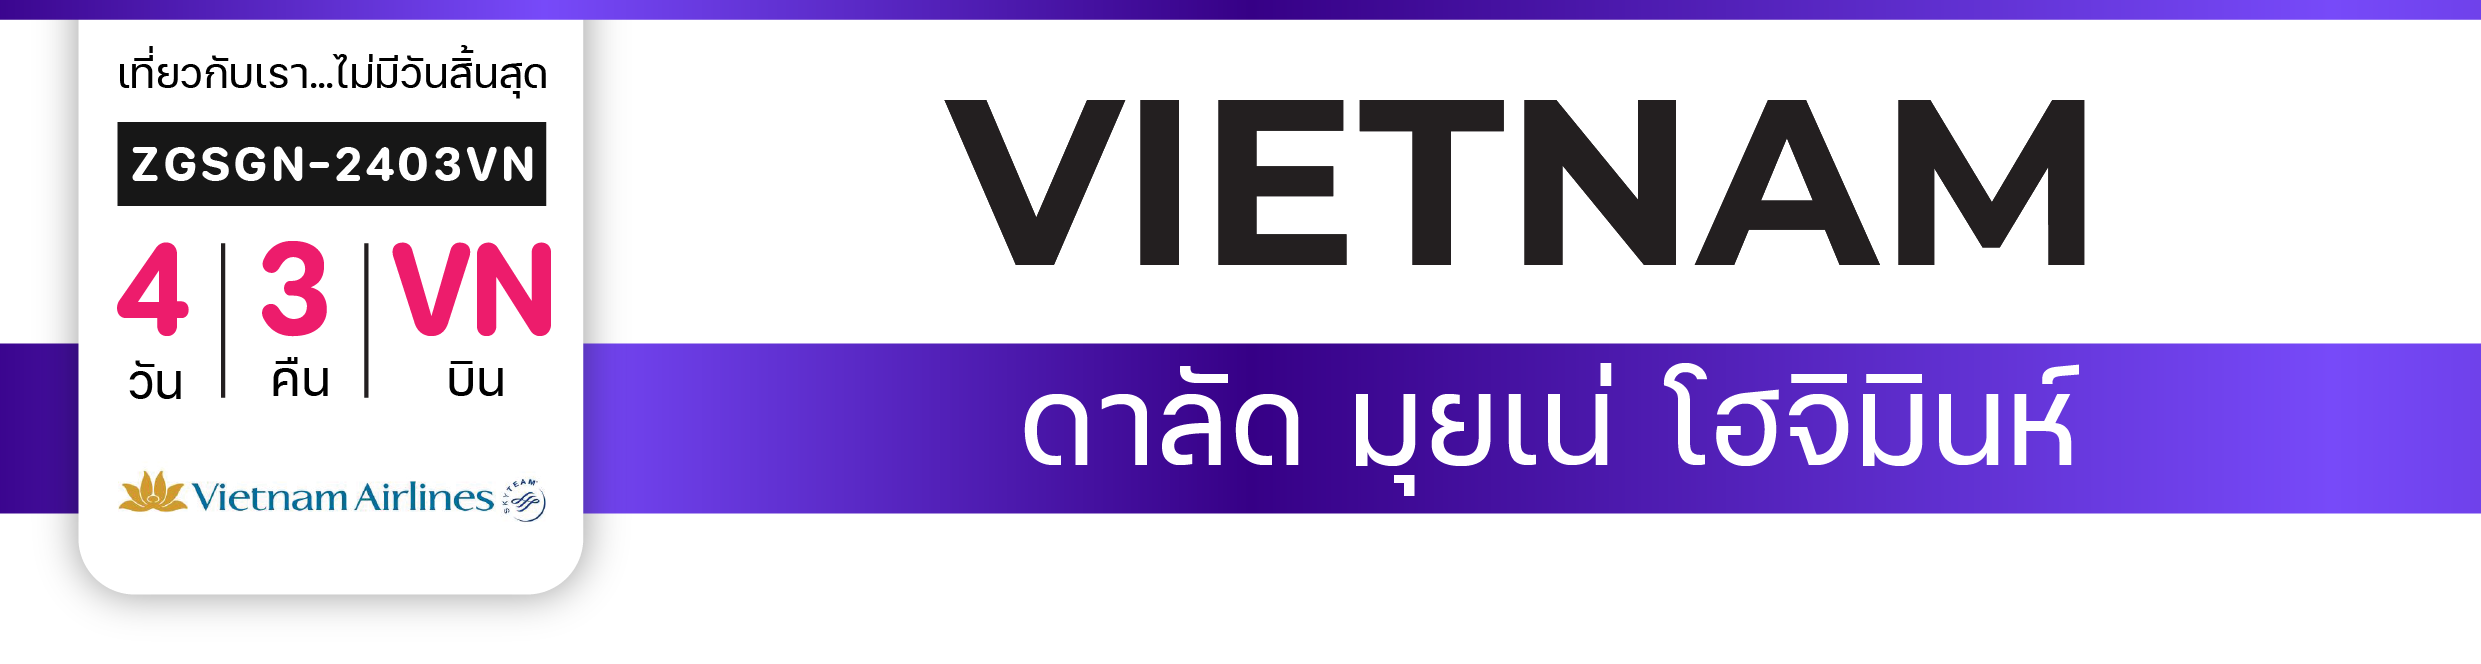 เที่ยวกับเรา...ไม่มีวันสิ้นสุด
ZGSGN-2403VN
4 3 VN
วัน คืน บิน
Vietnam Airlines SKYTEAM
VIETNAM
ดาลัด มุยเน่ โฮจิมินห์